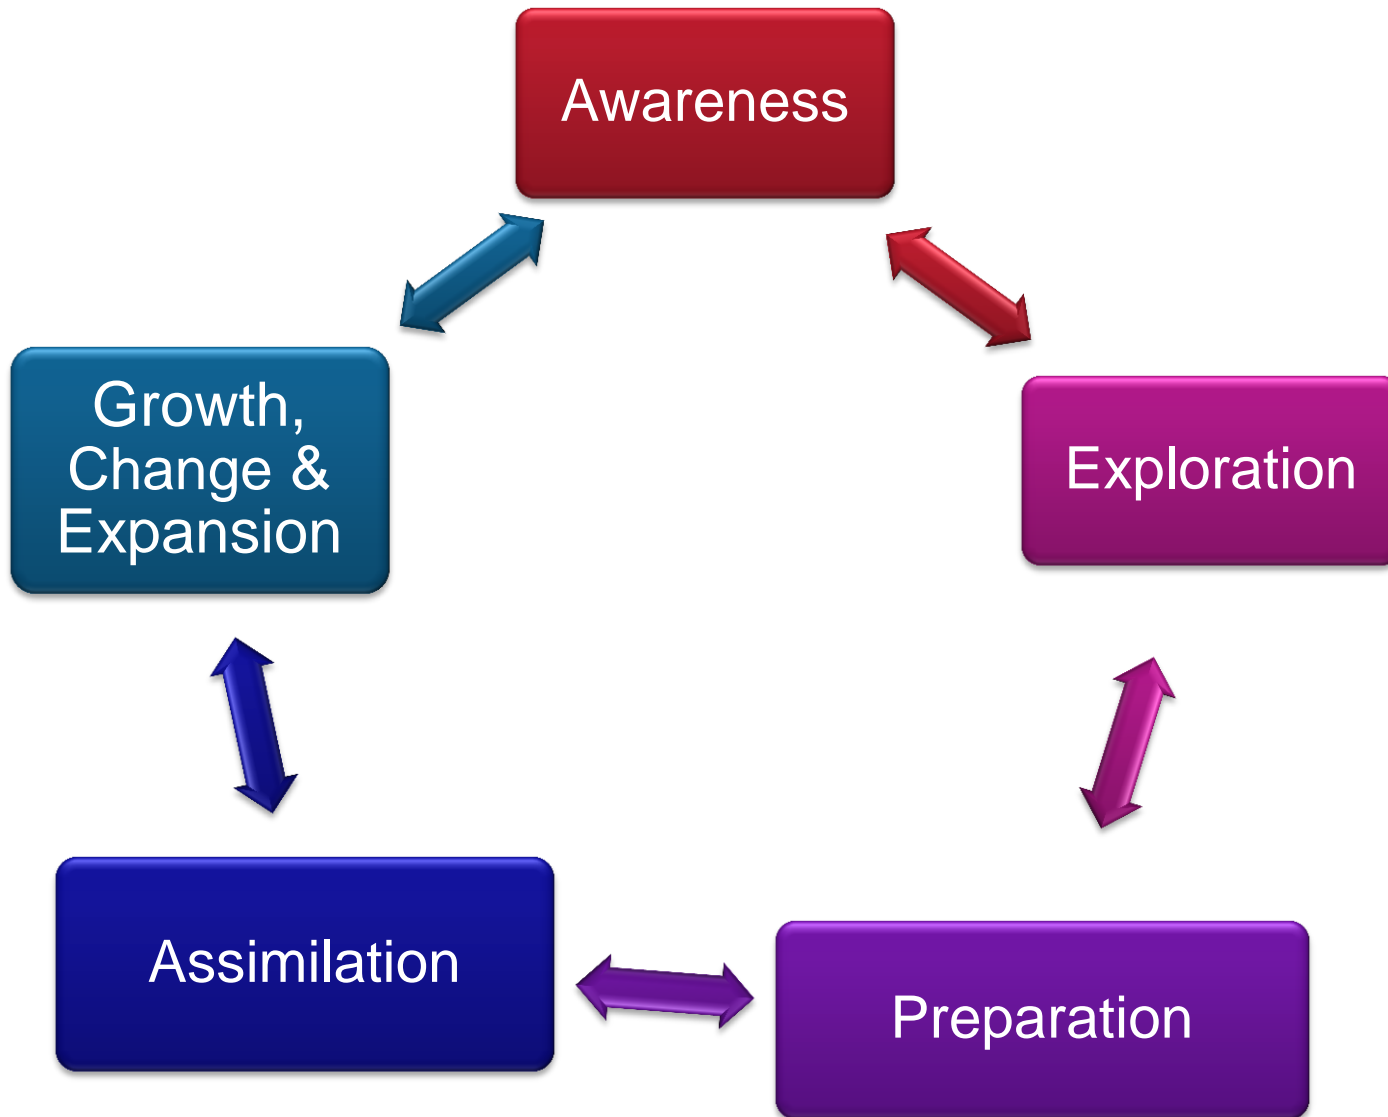 Awareness
Growth,
Change &
Expansion
Exploration
Assimilation
Preparation